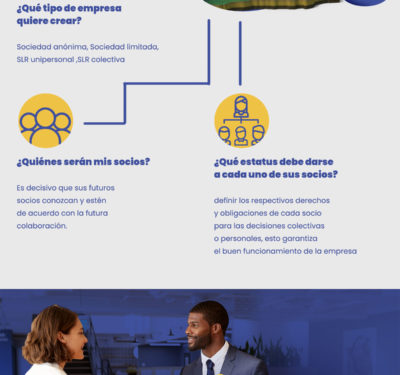 ¿Qué tipo de empresa
quiere crear?
Sociedad anónima, Sociedad limitada,
SLR unipersonal ,SLR colectiva
¿Quiénes serán mis socios?
Es decisivo que sus futuros
socios conozcan y estén
de acuerdo con la futura
colaboración.
¿Qué estatus debe darse
a cada uno de sus socios?
definir los respectivos derechos
y obligaciones de cada socio
para las decisiones colectivas
o personales, esto garantiza
el buen funcionamiento de la empresa